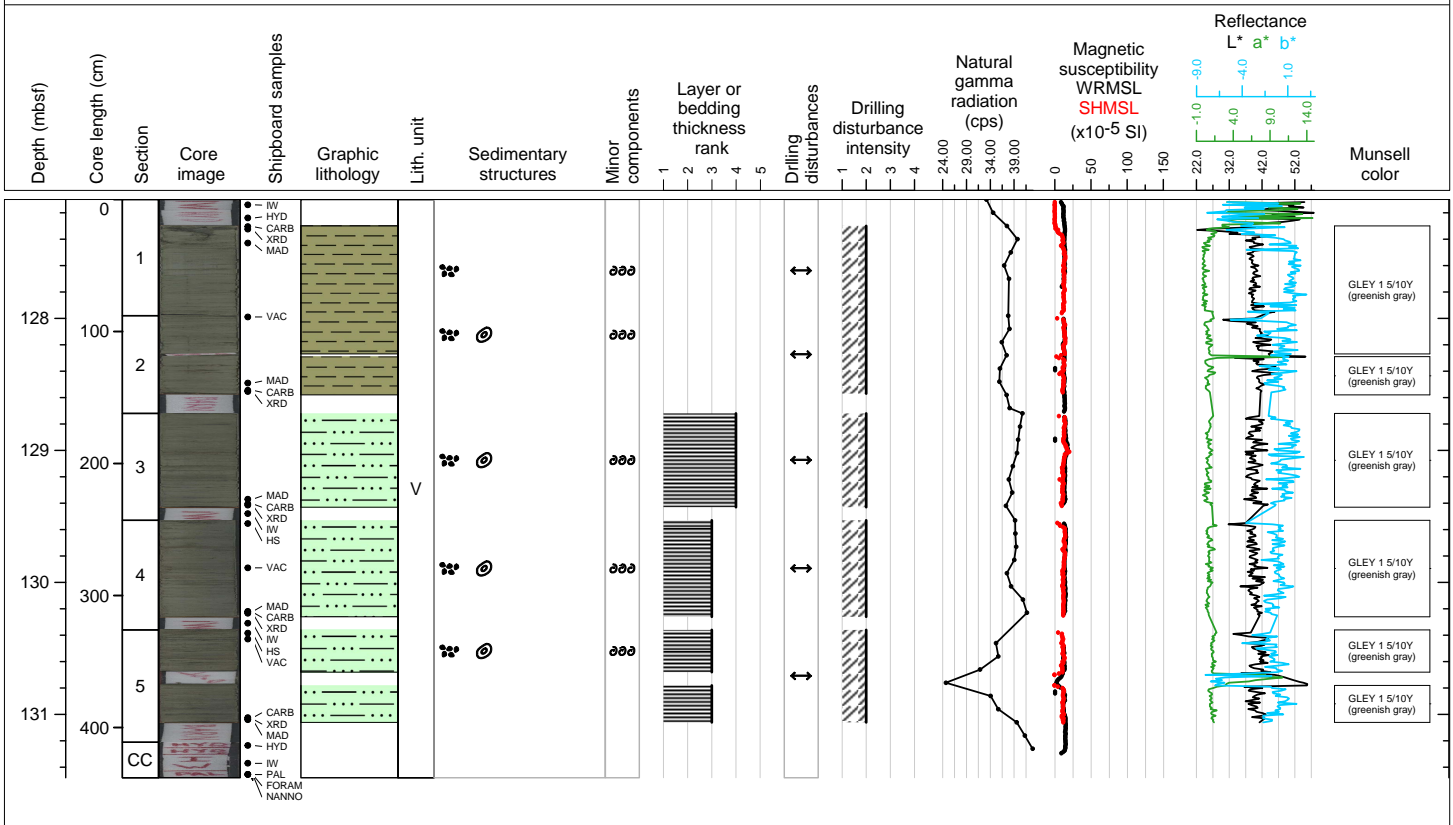 Depth (mbsf)
Core length (cm)
Section
Core
image
Shipboard samples
Graphic
lithology
Lith. unit
Sedimentary
structures
Minor
components
Layer or
bedding
thickness
rank
1 2 3 4 5
Drilling
disturbances
Drilling
disturbance
intensity
1 2 3 4
Natural
gamma
radiation
(cps)
24.00 29.00 34.00 39.00
Magnetic
susceptibility
WRMSL
SHMSL
(x10-5 SI)
0 50 100 150
Reflectance
L* a* b*
-9.0 -4.0 1.0
-1.0 4.0 9.0 14.0
22.0 32.0 42.0 52.0
Munsell
color
128
129
130
131
0
100
200
300
400
1
2
3
4
5
CC
IW
HYD
CARB
XRD
MAD
VAC
MAD
CARB
XRD
MAD
CARB
XRD
IW
HS
VAC
MAD
CARB
XRD
IW
HS
VAC
CARB
XRD
MAD
HYD
IW
PAL
FORAM
NANNO
V
GLEY 1 5/10Y
(greenish gray)
GLEY 1 5/10Y
(greenish gray)
GLEY 1 5/10Y
(greenish gray)
GLEY 1 5/10Y
(greenish gray)
GLEY 1 5/10Y
(greenish gray)
GLEY 1 5/10Y
(greenish gray)